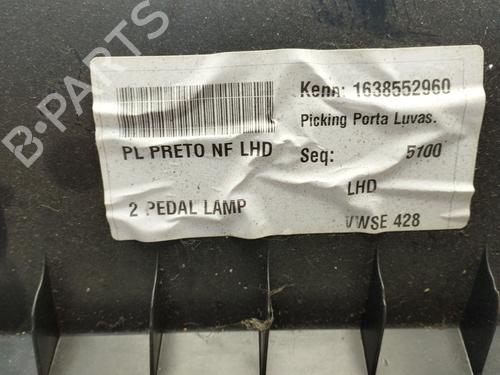 B-PARTS
Kenn: 1638552960
Picking Porta Luvas.
PL PRETO NF LHD
Seq: 5100
LHD
2 PEDAL LAMP
VWSE 428